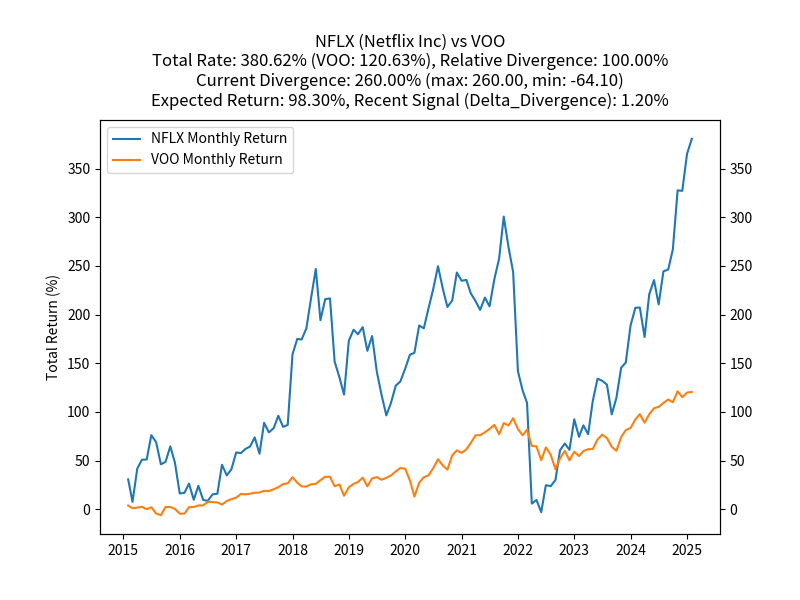 NFLX (Netflix Inc) vs VOO
Total Rate: 380.62% (VOO: 120.63%), Relative Divergence: 100.00%
Current Divergence: 260.00% (max: 260.00, min: -64.10)
Expected Return: 98.30%, Recent Signal (Delta_Divergence): 1.20%
NFLX Monthly Return
VOO Monthly Return
Total Return (%)
350 350
300 300
250 250
200 200
150 150
100 100
50 50
0 0
2015 2016 2017 2018 2019 2020 2021 2022 2023 2024 2025